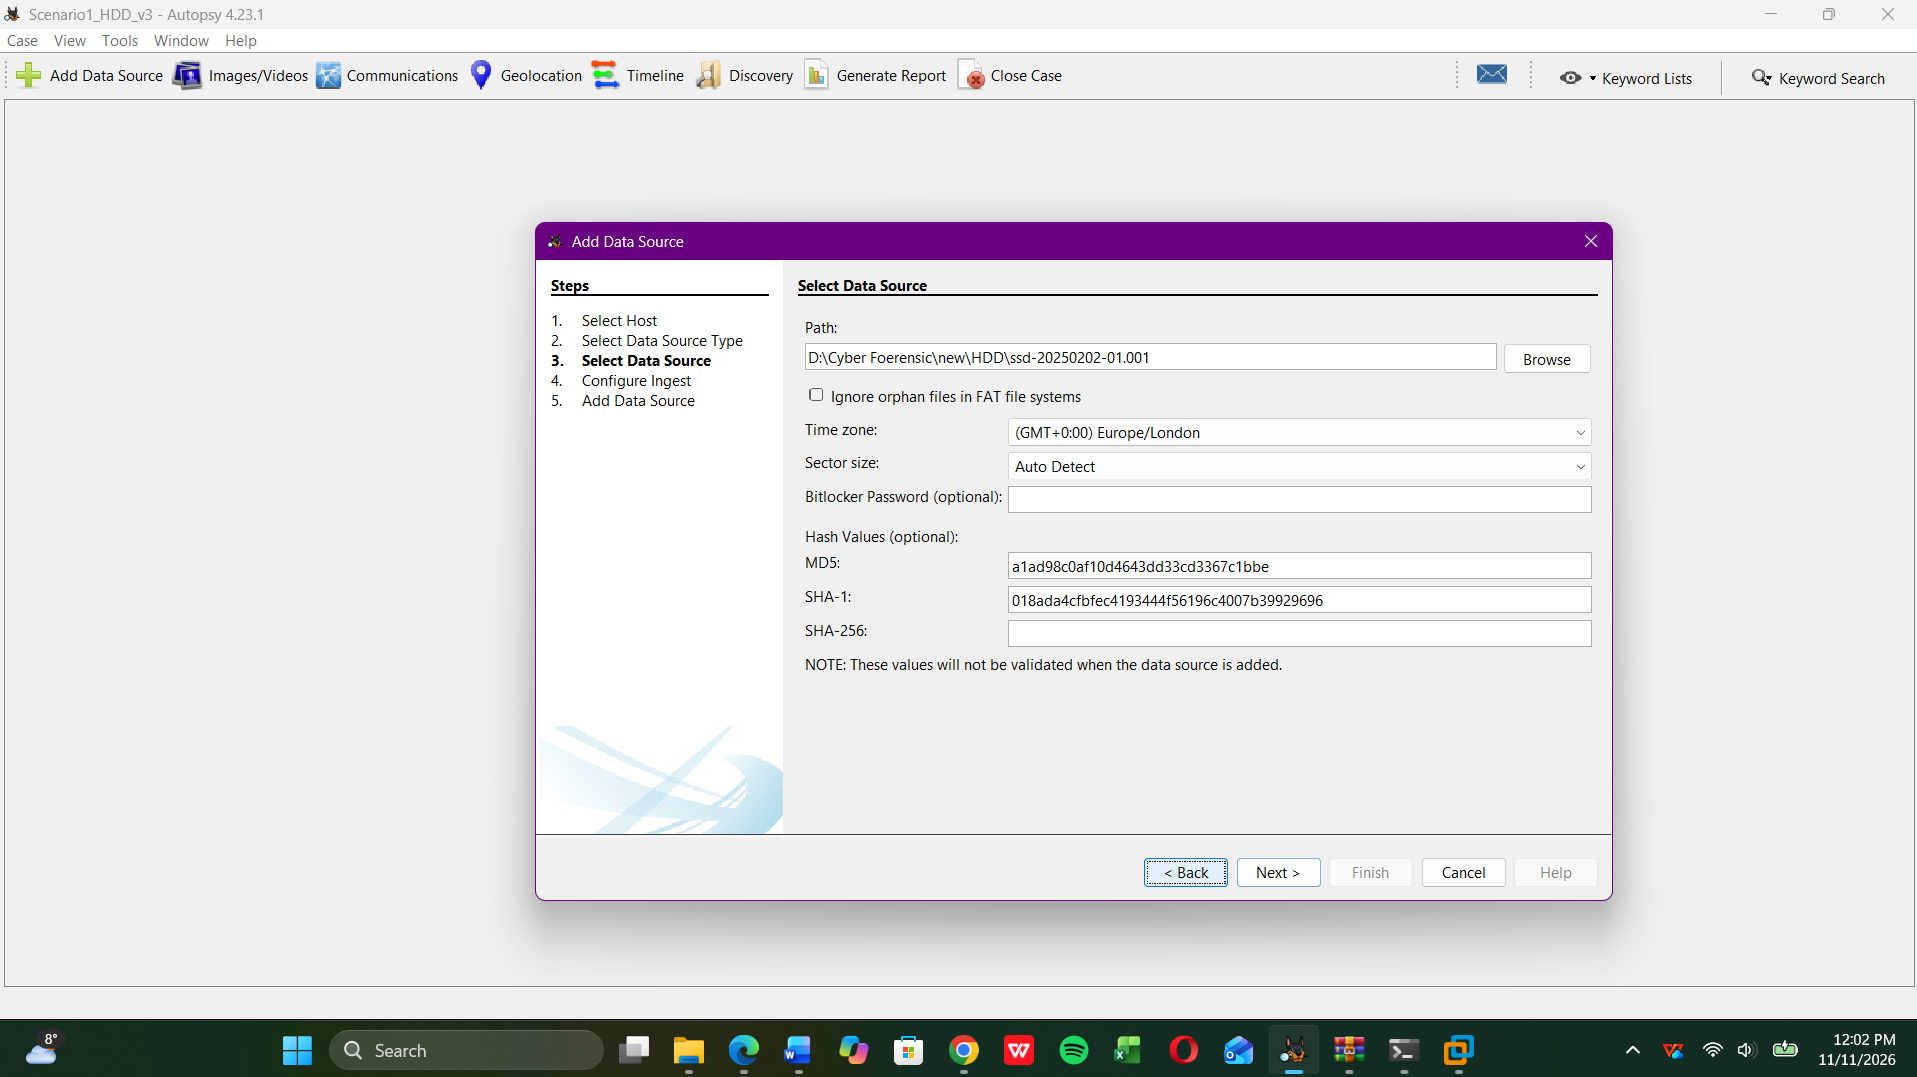 Scenario1_HDD_v3 - Autopsy 4.23.1
Case View Tools Window Help
Add Data Source Images/Videos Communications Geolocation Timeline Discovery Generate Report Close Case Keyword Lists Keyword Search
Add Data Source
Steps
1. Select Host
2. Select Data Source Type
3. Select Data Source
4. Configure Ingest
5. Add Data Source
Select Data Source
Path:
D:\Cyber Foerensic\new\HDD\ssd-20250202-01.001
Browse
Ignore orphan files in FAT file systems
Time zone: (GMT+0:00) Europe/London
Sector size: Auto Detect
Bitlocker Password (optional):
Hash Values (optional):
MD5: a1ad98c0af10d4643dd33cd3367c1bbe
SHA-1: 018ada4cfbfec4193444f56196c4007b39929696
SHA-256:
NOTE: These values will not be validated when the data source is added.
< Back Next > Finish Cancel Help
8°
Search
12:02 PM
11/11/2026